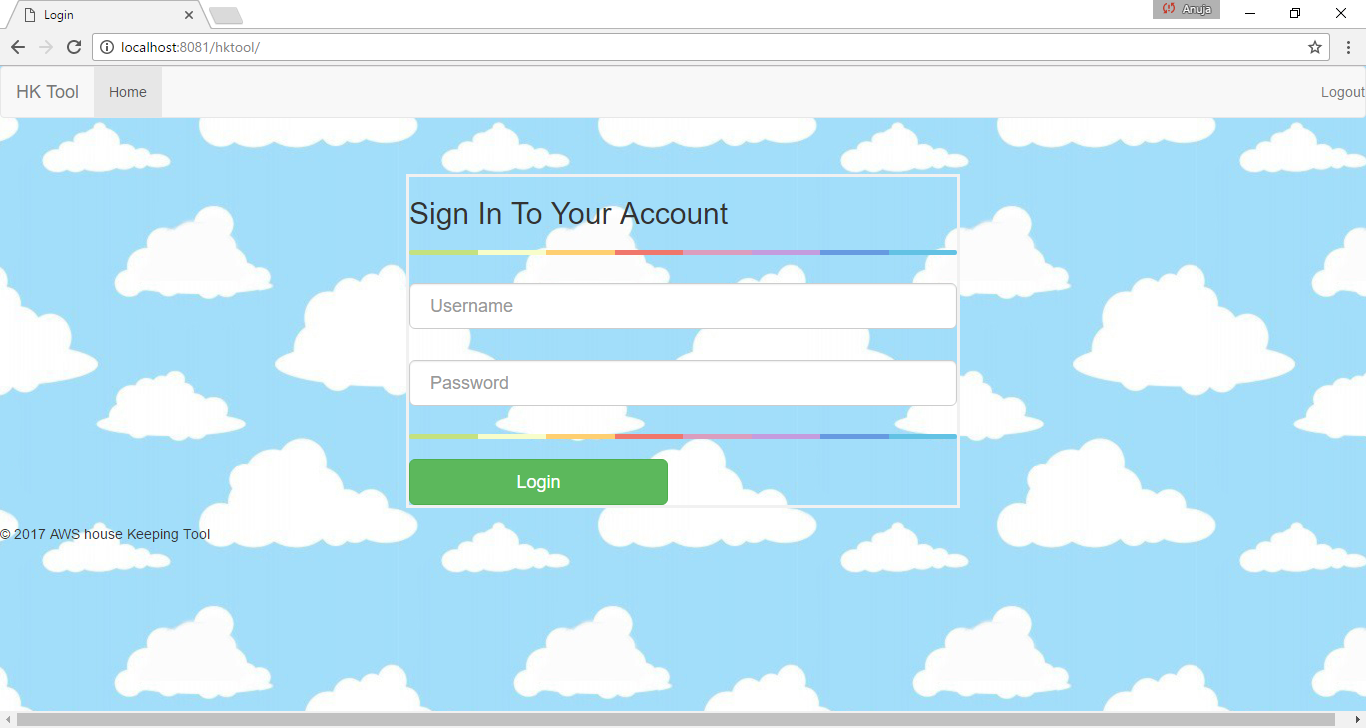 Login
Anuja
localhost:8081/hktool/
HK Tool Home Logout
Sign In To Your Account
Username
Password
Login
© 2017 AWS house Keeping Tool